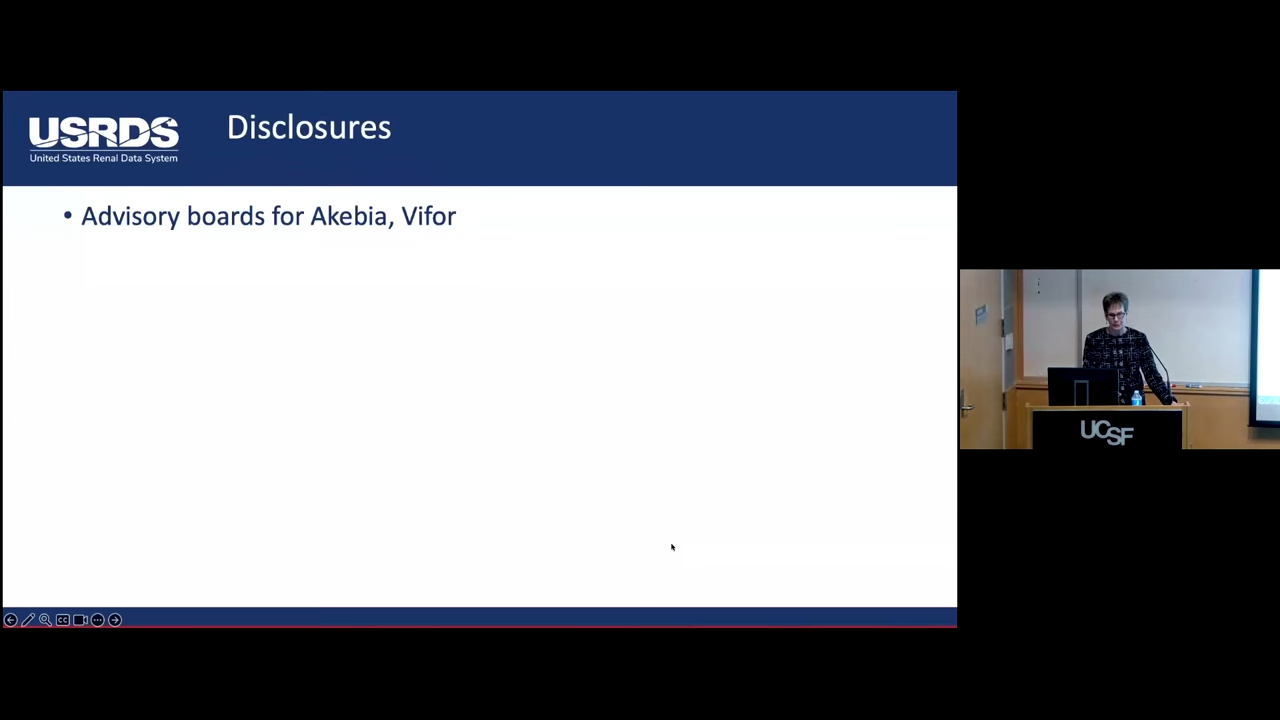 USRDS
United States Renal Data System
Disclosures
• Advisory boards for Akebia, Vifor
UCSF